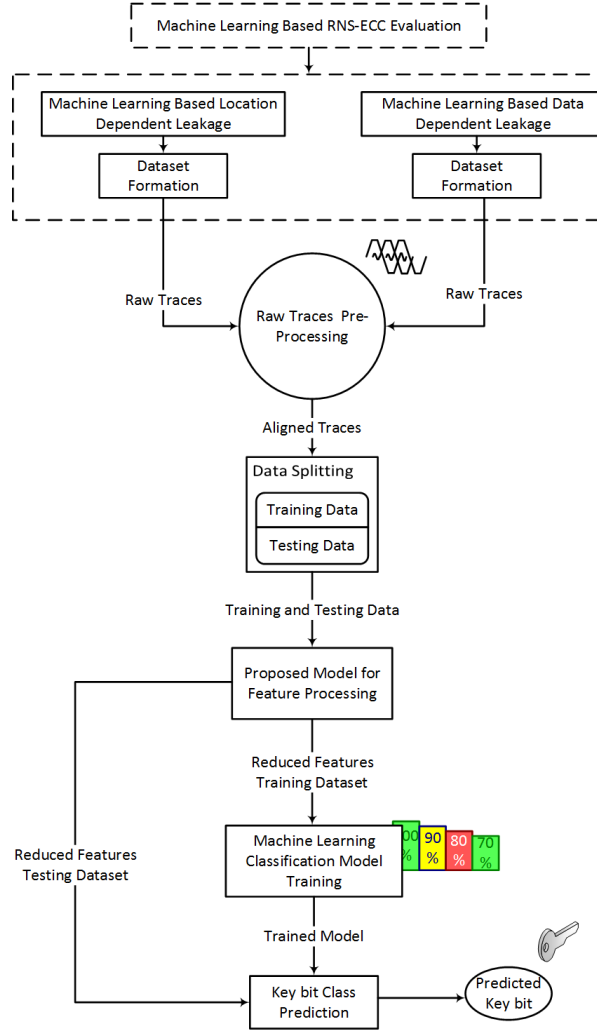 Machine Learning Based RNS-ECC Evaluation
Machine Learning Based Location
Dependent Leakage
Machine Learning Based Data
Dependent Leakage
Dataset
Formation
Dataset
Formation
Raw Traces
Raw Traces
Raw Traces Pre-
Processing
Aligned Traces
Data Splitting
Training Data
Testing Data
Training and Testing Data
Proposed Model for
Feature Processing
Reduced Features
Training Dataset
Reduced Features
Testing Dataset
Machine Learning
Classification Model
Training
00
%
90
%
80
%
70
%
Trained Model
Key bit Class
Prediction
Predicted
Key bit